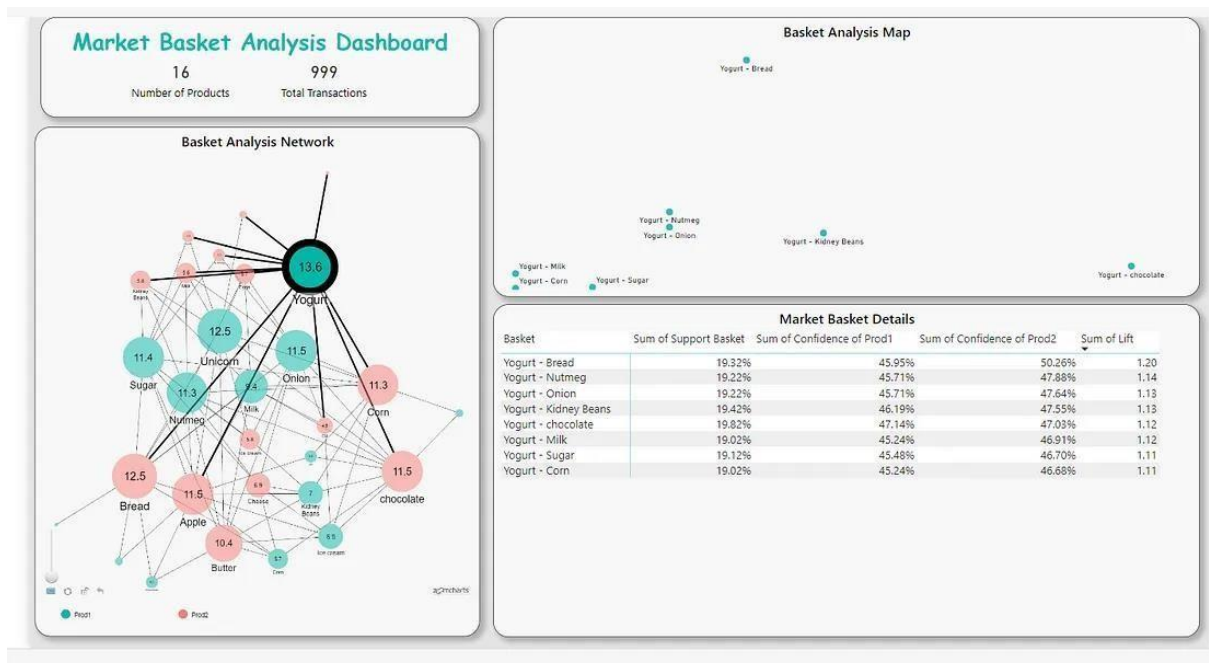 Market Basket Analysis Dashboard
16 999
Number of Products Total Transactions
Basket Analysis Network
13.6
Yogurt
Kidney Beans
12.5
Unicorn
11.5
Onion
11.4
Sugar
11.3
Nutmeg
Milk
11.3
Corn
Ice cream
12.5
Bread
11.5
Apple
Cheese
7
Kidney Beans
11.5
chocolate
10.4
Butter
Ice cream
Corn
zoomcharts
Prod1 Prod2
Basket Analysis Map
Yogurt - Bread
Yogurt - Nutmeg
Yogurt - Onion
Yogurt - Kidney Beans
Yogurt - Milk
Yogurt - Corn
Yogurt - Sugar
Yogurt - chocolate
Market Basket Details
Basket Sum of Support Basket Sum of Confidence of Prod1 Sum of Confidence of Prod2 Sum of Lift
Yogurt - Bread 19.32% 45.95% 50.26% 1.20
Yogurt - Nutmeg 19.22% 45.71% 47.88% 1.14
Yogurt - Onion 19.22% 45.71% 47.64% 1.13
Yogurt - Kidney Beans 19.42% 46.19% 47.55% 1.13
Yogurt - chocolate 19.82% 47.14% 47.03% 1.12
Yogurt - Milk 19.02% 45.24% 46.91% 1.12
Yogurt - Sugar 19.12% 45.48% 46.70% 1.11
Yogurt - Corn 19.02% 45.24% 46.68% 1.11